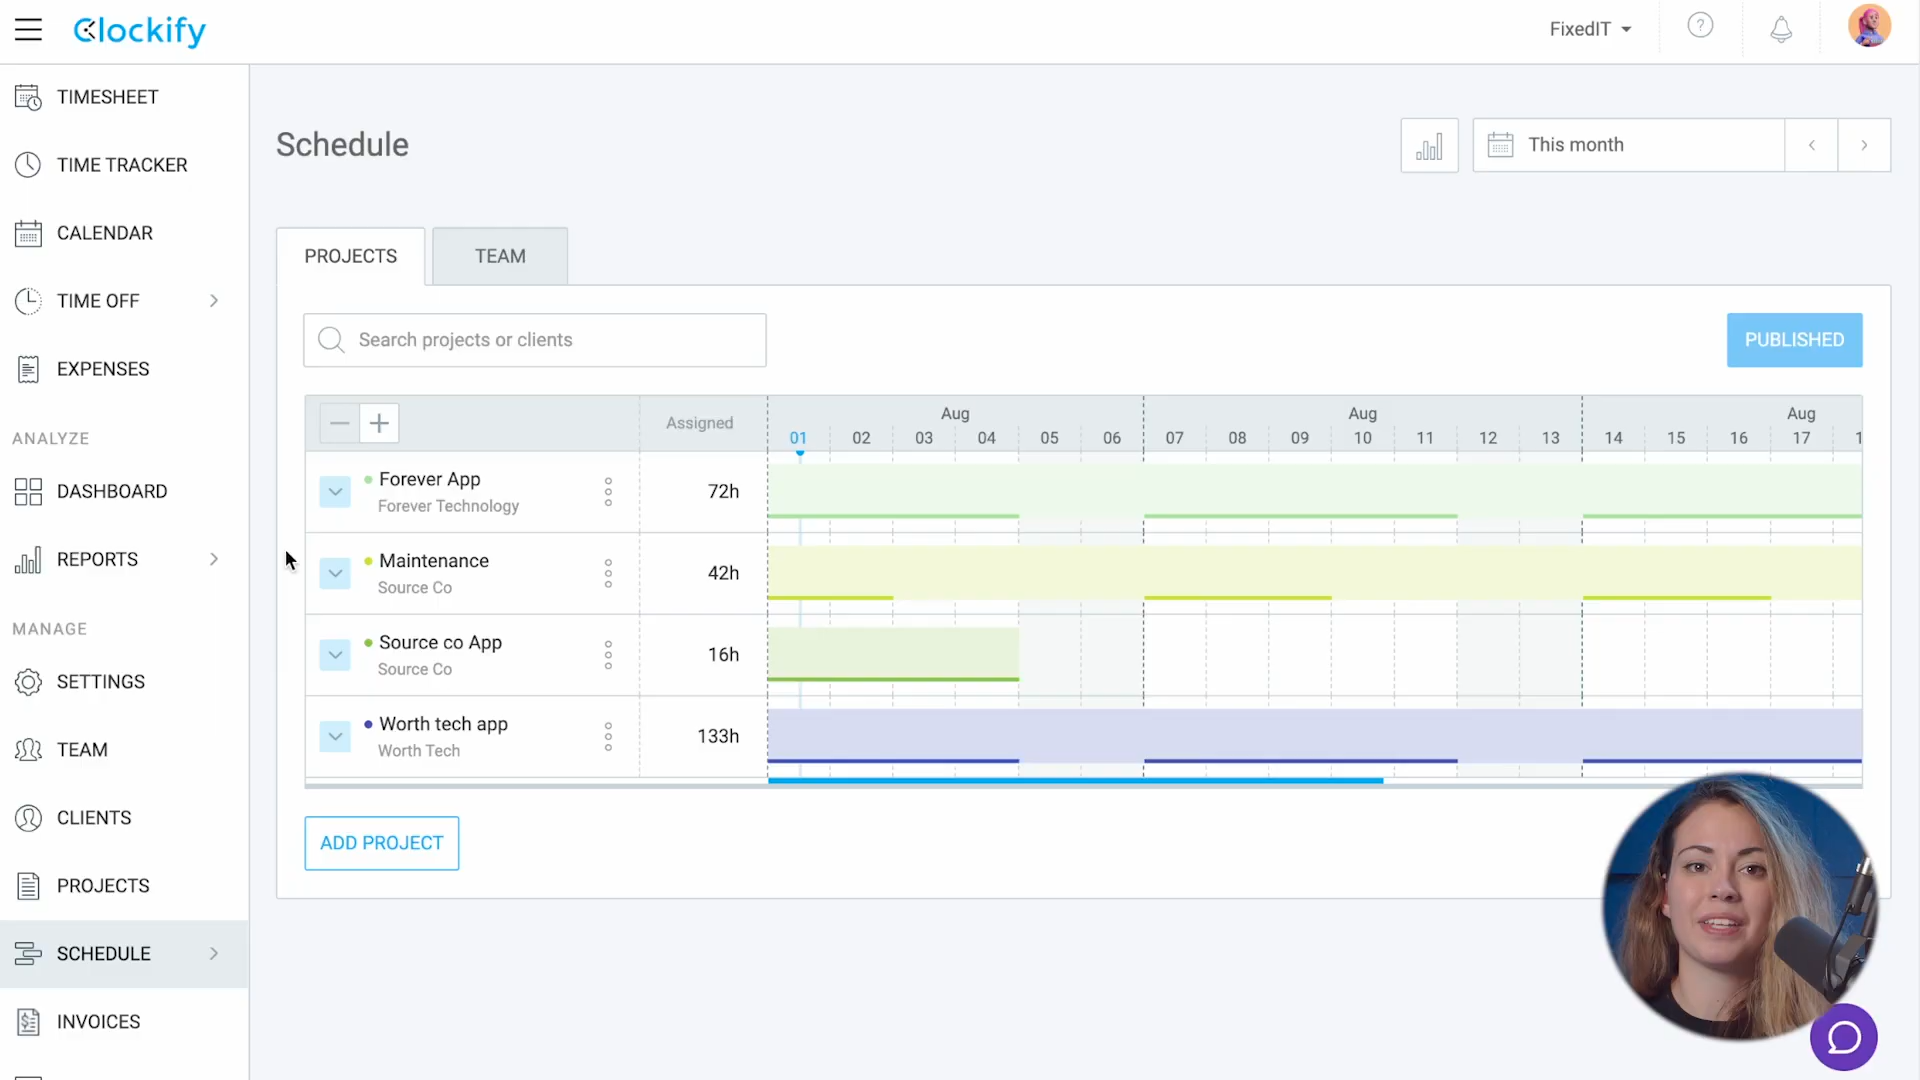 Clockify
FixedIT
TIMESHEET
TIME TRACKER
CALENDAR
TIME OFF
EXPENSES
ANALYZE
DASHBOARD
REPORTS
MANAGE
SETTINGS
TEAM
CLIENTS
PROJECTS
SCHEDULE
INVOICES
Schedule
This month
PROJECTS
TEAM
Search projects or clients
PUBLISHED
Assigned
Aug
Aug
Aug
01 02 03 04 05 06 07 08 09 10 11 12 13 14 15 16 17 1
Forever App
Forever Technology
72h
Maintenance
Source Co
42h
Source co App
Source Co
16h
Worth tech app
Worth Tech
133h
ADD PROJECT